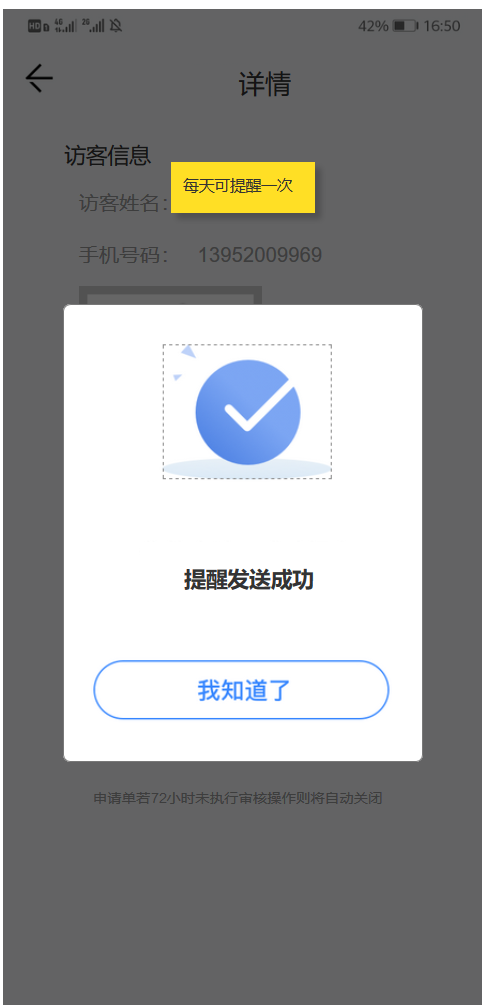 HD 4G 2G 42% 16:50
详情
访客信息
每天可提醒一次
访客姓名：
手机号码： 13952009969
提醒发送成功
我知道了
申请单若72小时未执行审核操作则将自动关闭